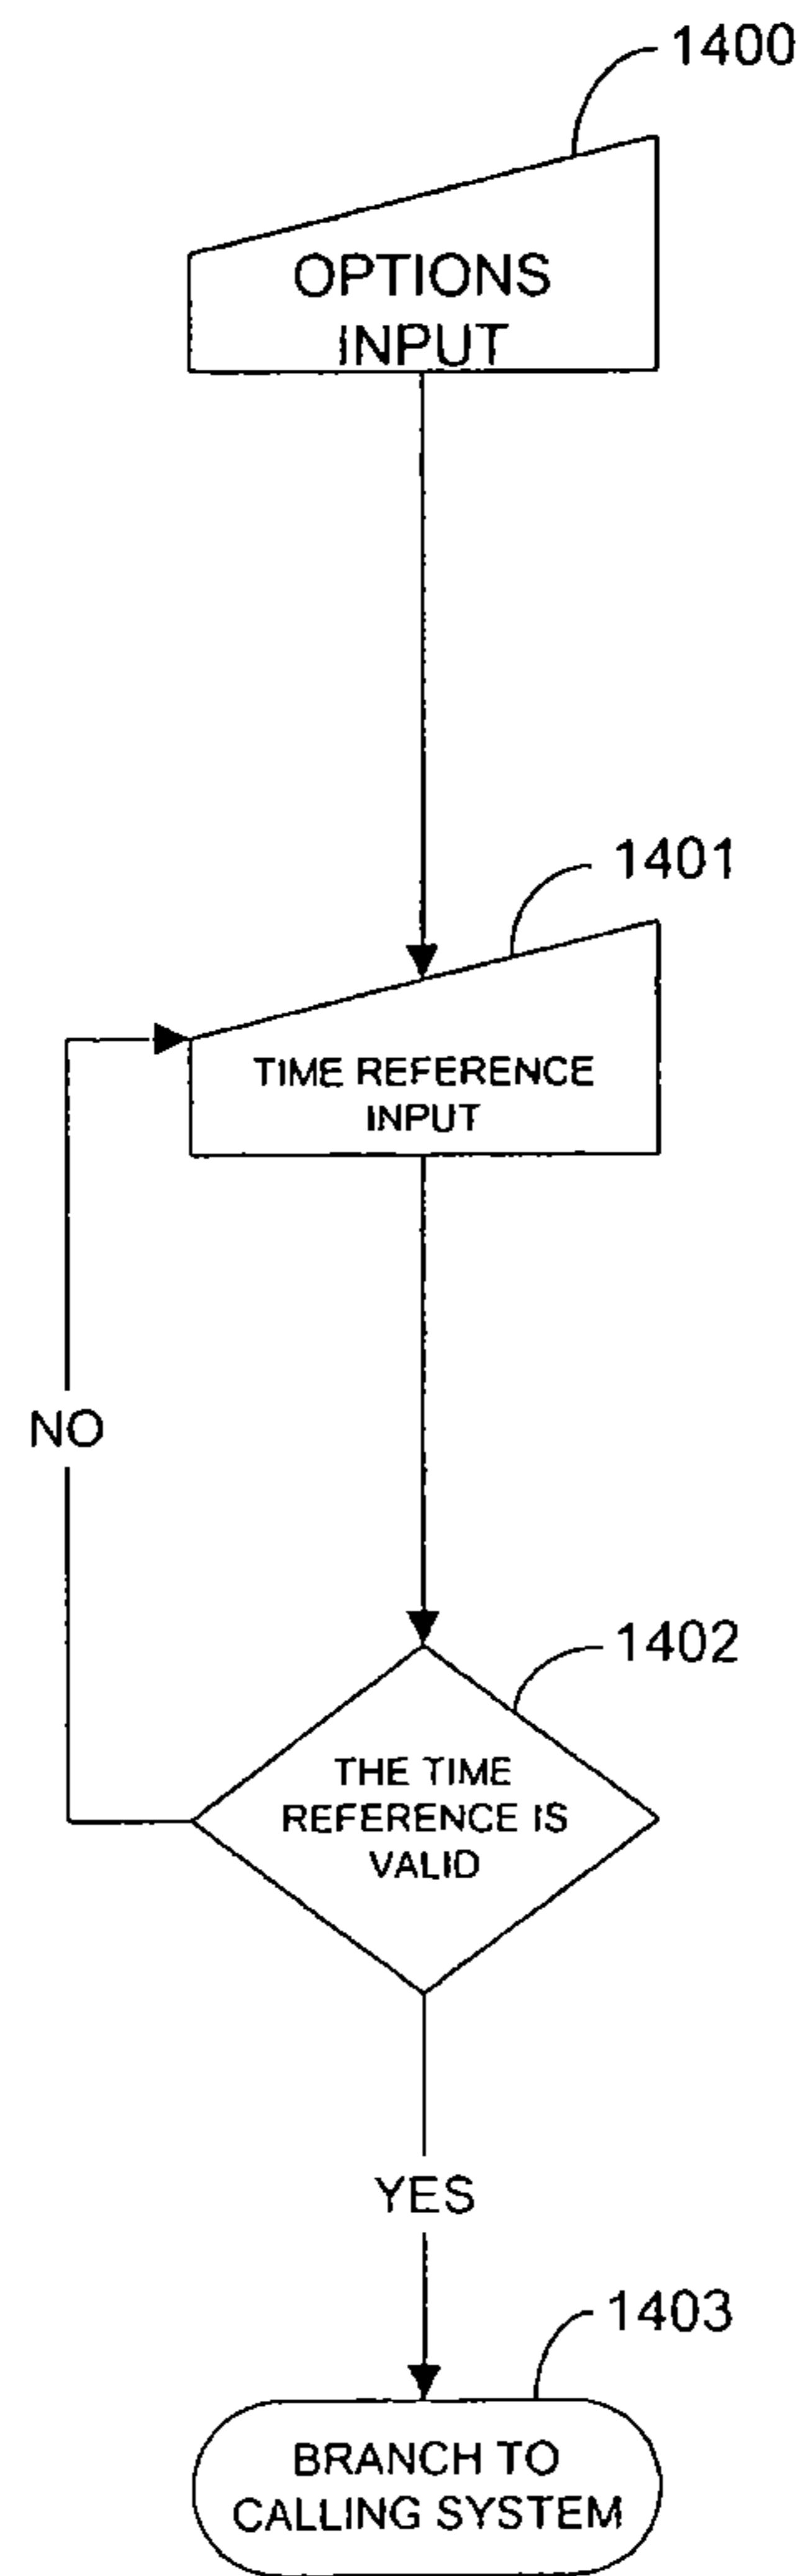 1400
OPTIONS
INPUT
1401
TIME REFERENCE
INPUT
NO
1402
THE TIME
REFERENCE IS
VALID
YES
1403
BRANCH TO
CALLING SYSTEM